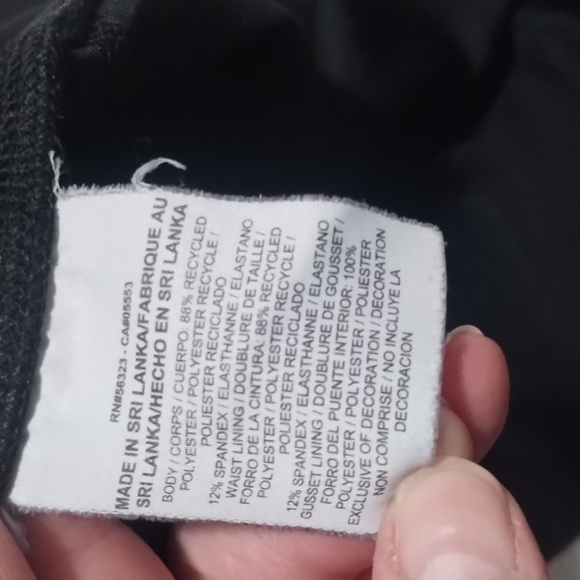 RN#56323 - CA#05553
MADE IN SRI LANKA/FABRIQUE AU
SRI LANKA/HECHO EN SRI LANKA
BODY / CORPS / CUERPO: 88% RECYCLED
POLYESTER / POLYESTER RECYCLE /
POLIESTER RECICLADO
12% SPANDEX / ELASTHANNE / ELASTANO
WAIST LINING / DOUBLURE DE TAILLE /
FORRO DE LA CINTURA: 88% RECYCLED
POLYESTER / POLYESTER RECYCLE /
POLIESTER RECICLADO
12% SPANDEX / ELASTHANNE / ELASTANO
GUSSET LINING / DOUBLURE DE GOUSSET /
FORRO DEL PUENTE INTERIOR: 100%
POLYESTER / POLYESTER / POLIESTER
EXCLUSIVE OF DECORATION / DECORATION
NON COMPRISE / NO INCLUYE LA
DECORACION